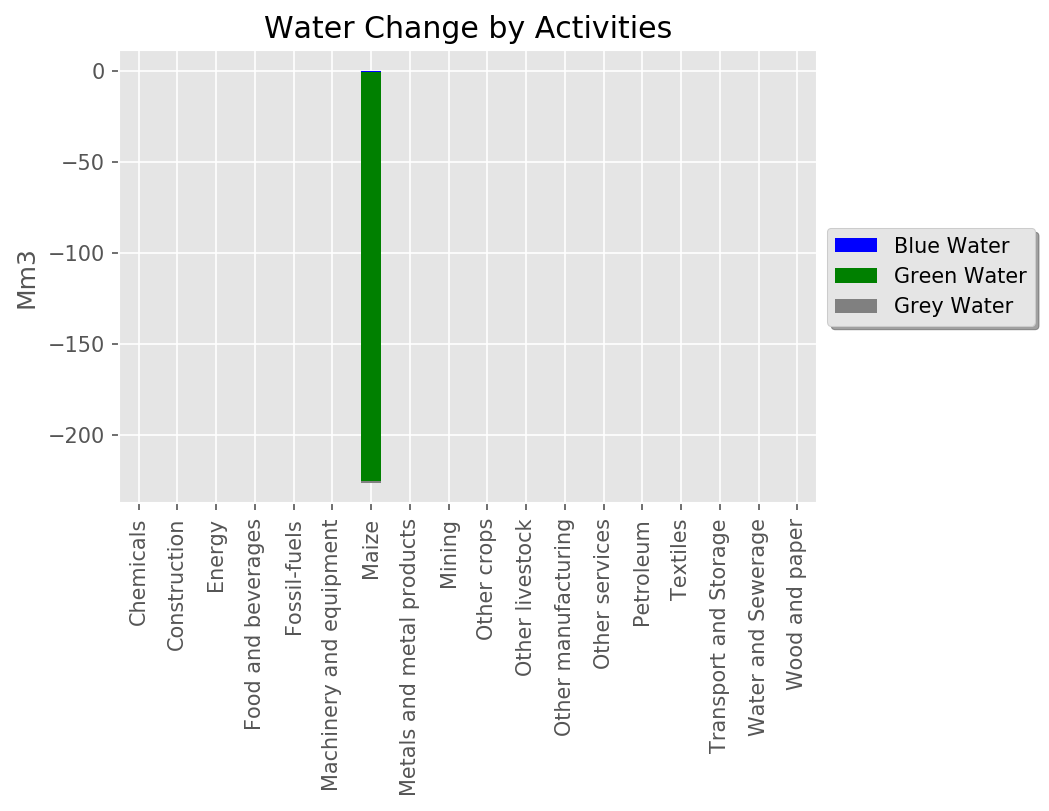 Water Change by Activities
Mm3
0
−50
−100
−150
−200
Blue Water
Green Water
Grey Water
Chemicals
Construction
Energy
Food and beverages
Fossil-fuels
Machinery and equipment
Maize
Metals and metal products
Mining
Other crops
Other livestock
Other manufacturing
Other services
Petroleum
Textiles
Transport and Storage
Water and Sewerage
Wood and paper